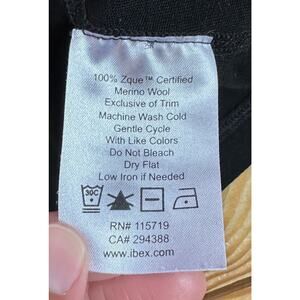 100% Zque™ Certified
Merino Wool
Exclusive of Trim
Machine Wash Cold
Gentle Cycle
With Like Colors
Do Not Bleach
Dry Flat
Low Iron if Needed
30C
RN# 115719
CA# 294388
www.ibex.com